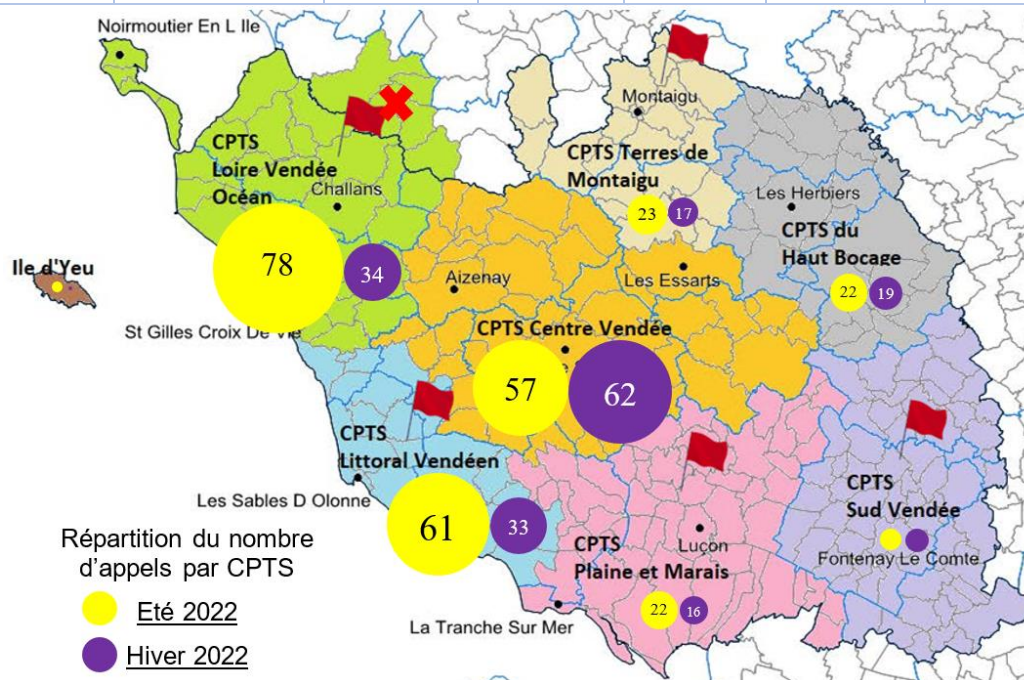 Noirmoutier En L Ile
Montaigu
CPTS
Loire Vendée
Océan
Challans
CPTS Terres de
Montaigu
23
17
Les Herbiers
CPTS du
Haut Bocage
22
19
78
34
Ile d'Yeu
Aizenay
Les Essarts
St Gilles Croix De Vie
CPTS Centre Vendée
57
62
CPTS
Littoral Vendéen
Les Sables D Olonne
61
33
CPTS
Sud Vendée
Fontenay Le Comte
Luçon
CPTS
Plaine et Marais
22
16
La Tranche Sur Mer
Répartition du nombre
d'appels par CPTS
Eté 2022
Hiver 2022